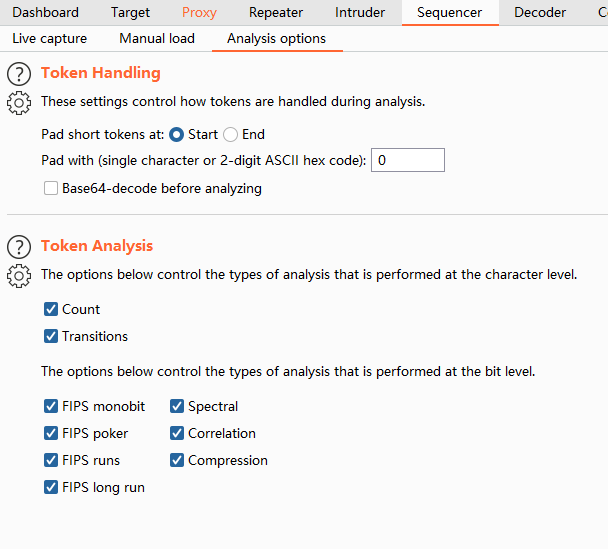 Dashboard Target Proxy Repeater Intruder Sequencer Decoder
Live capture Manual load Analysis options
? Token Handling
These settings control how tokens are handled during analysis.
Pad short tokens at: Start End
Pad with (single character or 2-digit ASCII hex code): 0
Base64-decode before analyzing
? Token Analysis
The options below control the types of analysis that is performed at the character level.
Count
Transitions
The options below control the types of analysis that is performed at the bit level.
FIPS monobit Spectral
FIPS poker Correlation
FIPS runs Compression
FIPS long run